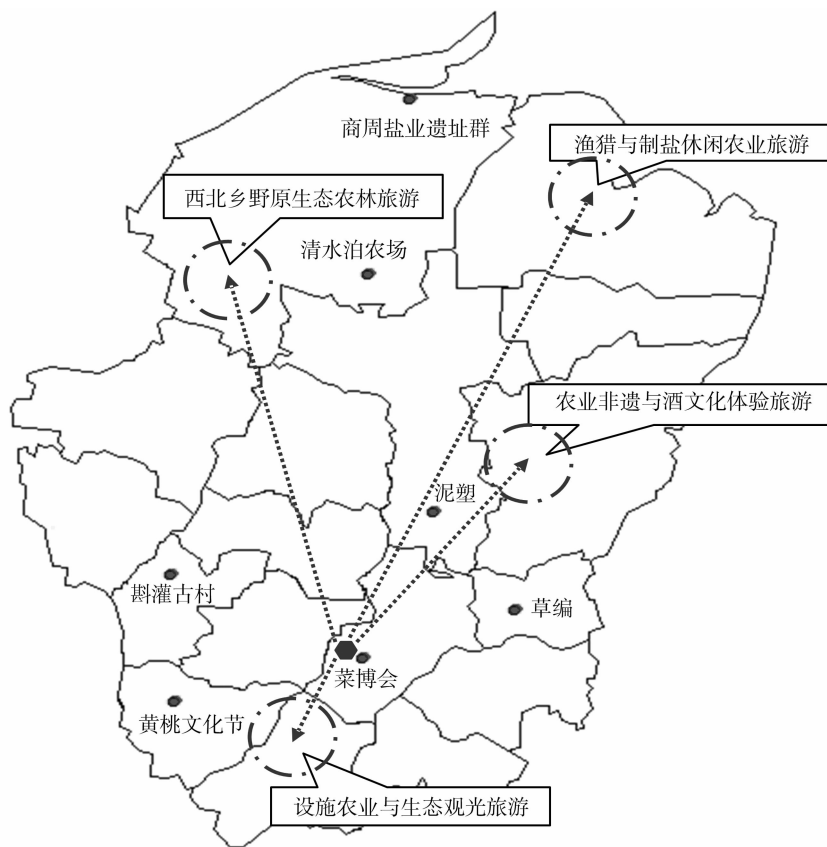 商周盐业遗址群
渔猎与制盐休闲农业旅游
西北乡野原生态农林旅游
清水泊农场
农业非遗与酒文化体验旅游
泥塑
斟灌古村
草编
菜博会
黄桃文化节
设施农业与生态观光旅游